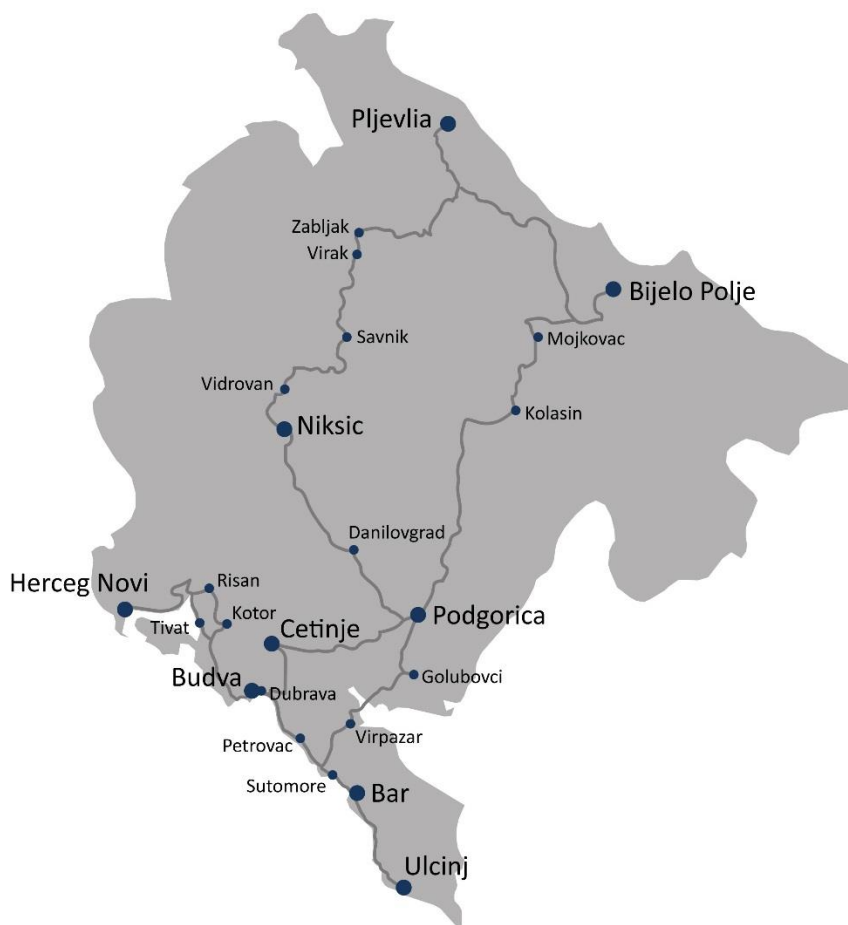 Pljevlia
Zabljak
Virak
Bijelo Polje
Savnik
Mojkovac
Vidrovan
Kolasin
Niksic
Danilovgrad
Herceg Novi
Risan
Kotor
Tivat
Cetinje
Podgorica
Budva
Dubrava
Golubovci
Petrovac
Virpazar
Sutomore
Bar
Ulcinj